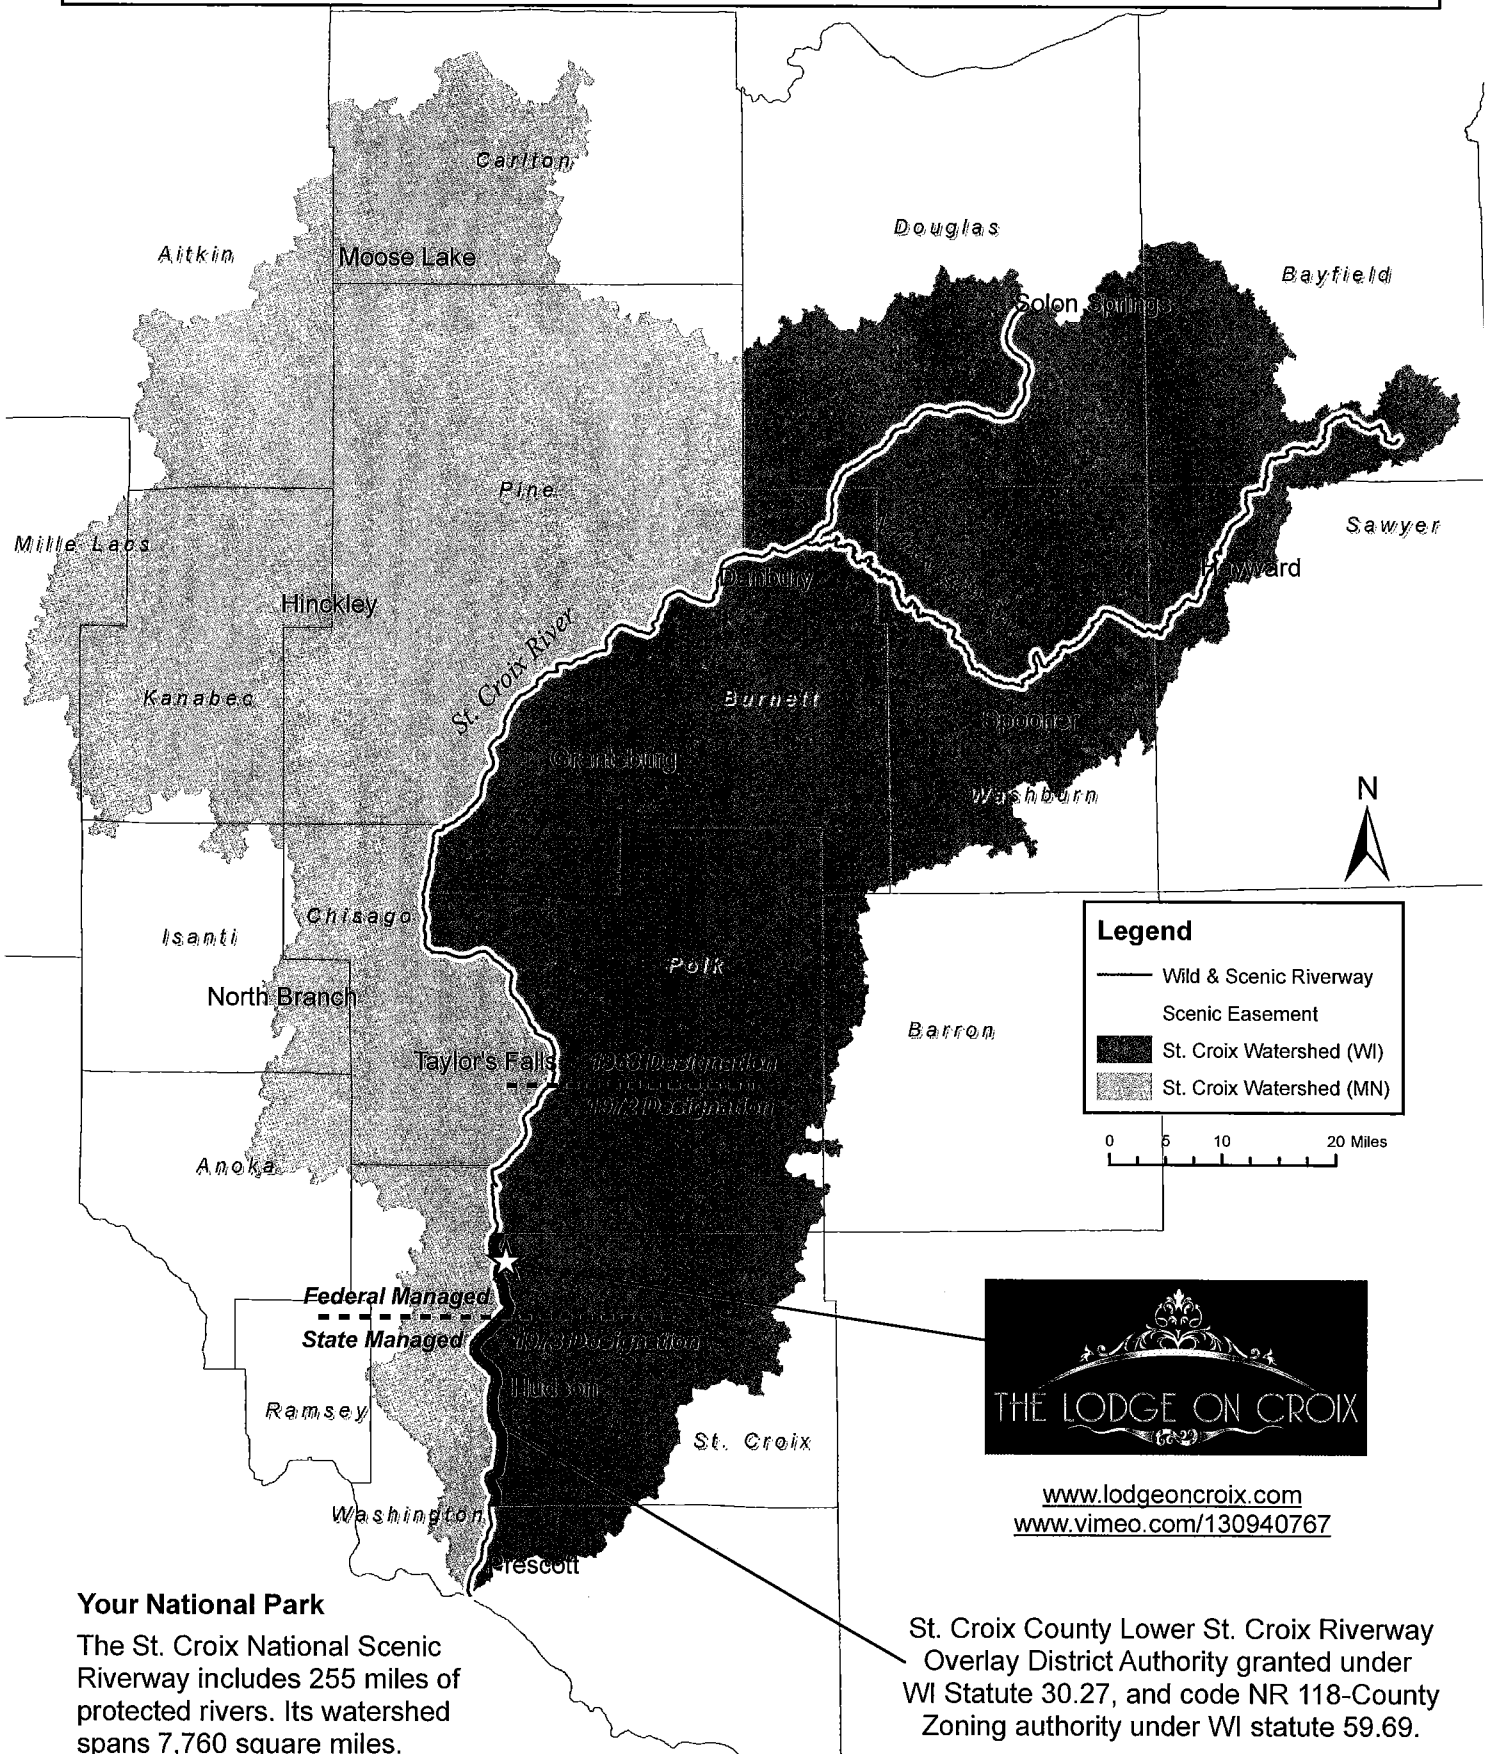 Carlton
Douglas
Aitkin
Moose Lake
Bayfield
Solon Springs
Pine
Sawyer
Mille Lacs
Hayward
Danbury
Hinckley
St. Croix River
Kanabec
Burnett
Spooner
Grantsburg
Washburn
N
Chisago
Isanti
Polk
North Branch
Barron
Taylor's Falls
1968 Designation
1972 Designation
Legend
Wild & Scenic Riverway
Scenic Easement
St. Croix Watershed (WI)
St. Croix Watershed (MN)
0 5 10 20 Miles
Anoka
Federal Managed
State Managed
Designation
Hudson
Ramsey
St. Croix
Washington
Prescott
THE LODGE ON CROIX
www.lodgeoncroix.com
www.vimeo.com/130940767
Your National Park
The St. Croix National Scenic
Riverway includes 255 miles of
protected rivers. Its watershed
spans 7,760 square miles.
St. Croix County Lower St. Croix Riverway
Overlay District Authority granted under
WI Statute 30.27, and code NR 118-County
Zoning authority under WI statute 59.69.